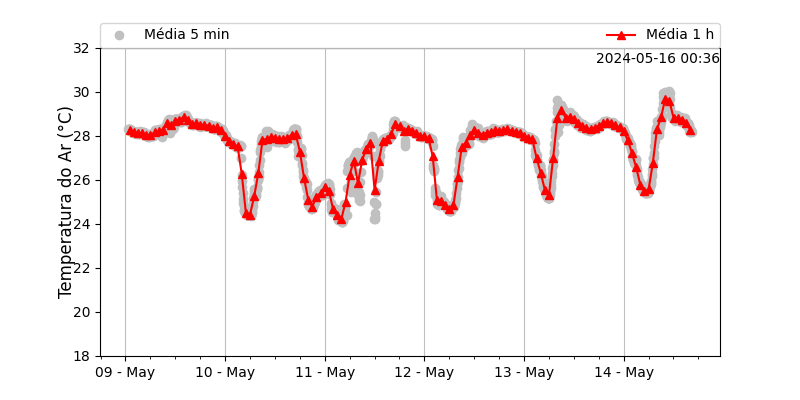 Média 5 min
Média 1 h
2024-05-16 00:36
Temperatura do Ar (°C)
32
30
28
26
24
22
20
18
09 - May
10 - May
11 - May
12 - May
13 - May
14 - May